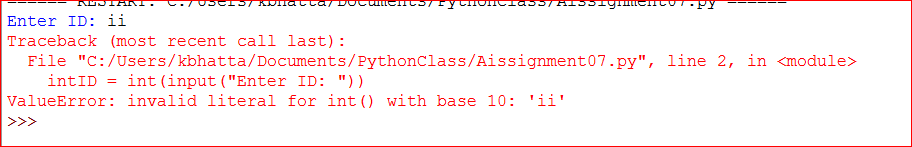 ====== RESTART: C:/Users/kbhatta/Documents/PythonClass/Aissignment07.py ======
Enter ID: ii
Traceback (most recent call last):
  File "C:/Users/kbhatta/Documents/PythonClass/Aissignment07.py", line 2, in <module>
    intID = int(input("Enter ID: "))
ValueError: invalid literal for int() with base 10: 'ii'
>>>